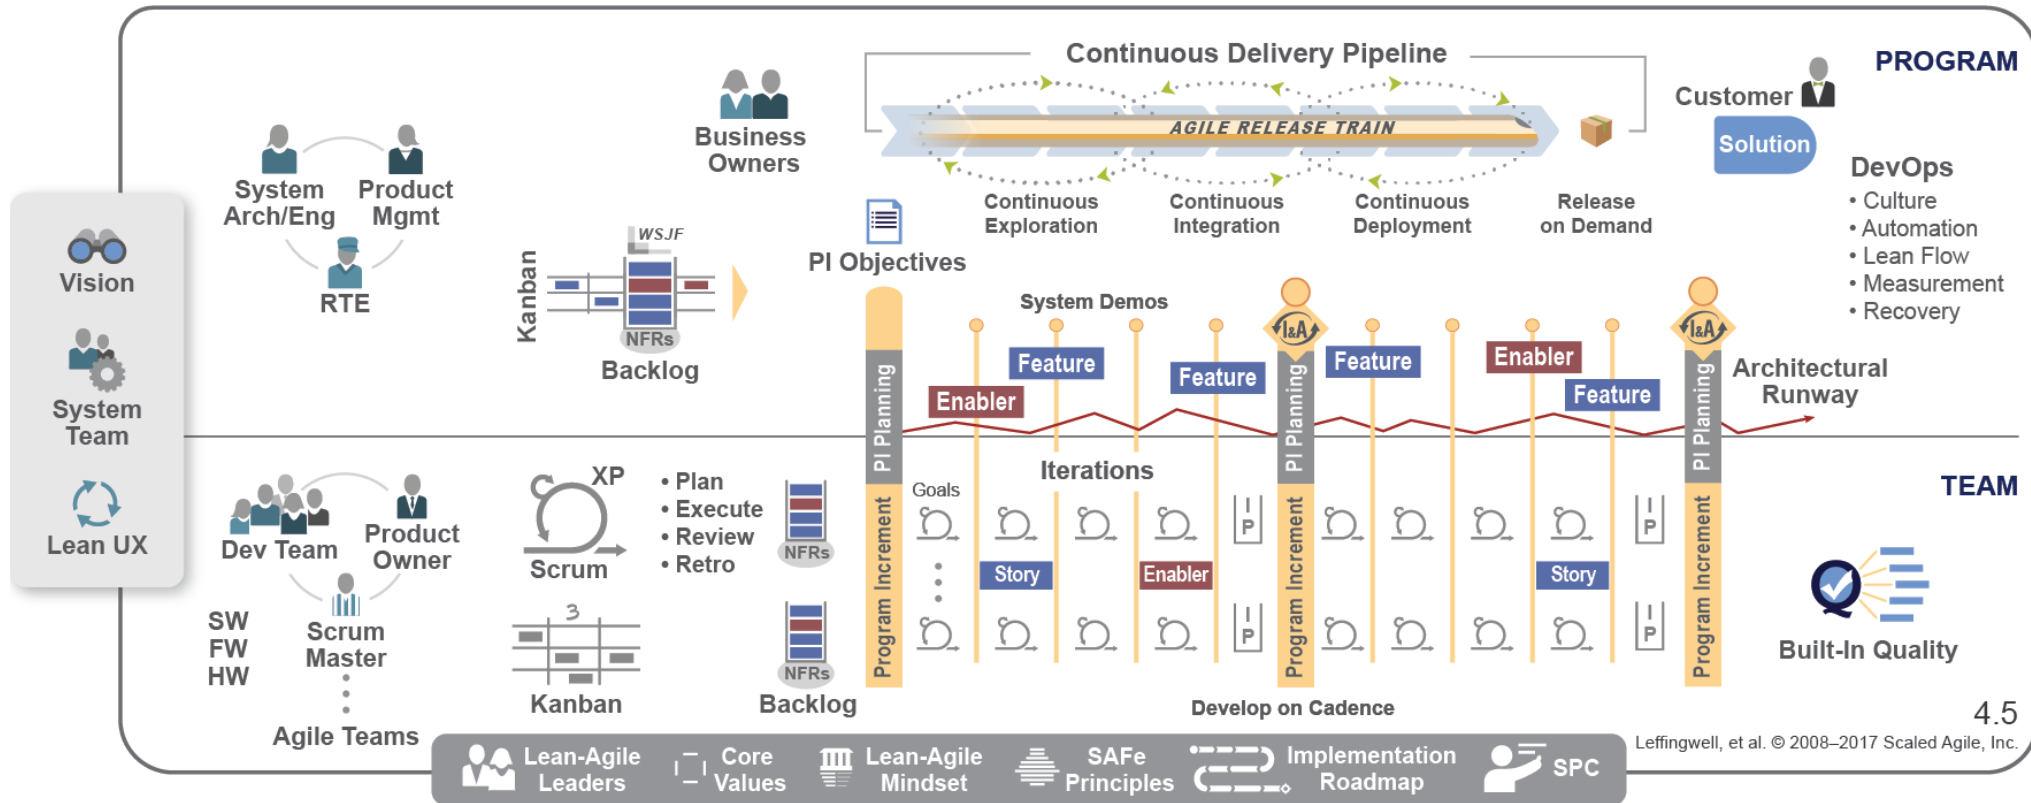 Continuous Delivery Pipeline
PROGRAM
AGILE RELEASE TRAIN
Business
Owners
Customer
Solution
System
Arch/Eng
Product
Mgmt
RTE
Continuous
Exploration
Continuous
Integration
Continuous
Deployment
Release
on Demand
DevOps
• Culture
• Automation
• Lean Flow
• Measurement
• Recovery
Vision
System
Team
Lean UX
Kanban
WSJF
NFRs
Backlog
PI Objectives
System Demos
I&A
I&A
Feature
Feature
Feature
Enabler
Enabler
Feature
Architectural
Runway
PI Planning
PI Planning
PI Planning
TEAM
Dev Team
Product
Owner
Scrum
Master
SW
FW
HW
Agile Teams
XP
Scrum
• Plan
• Execute
• Review
• Retro
3
Kanban
NFRs
NFRs
Backlog
Iterations
Goals
Program Increment
Program Increment
Program Increment
I
P
I
P
I
P
I
P
Story
Enabler
Story
Develop on Cadence
Built-In Quality
4.5
Leffingwell, et al. © 2008–2017 Scaled Agile, Inc.
Lean-Agile
Leaders
Core
Values
Lean-Agile
Mindset
SAFe
Principles
Implementation
Roadmap
SPC